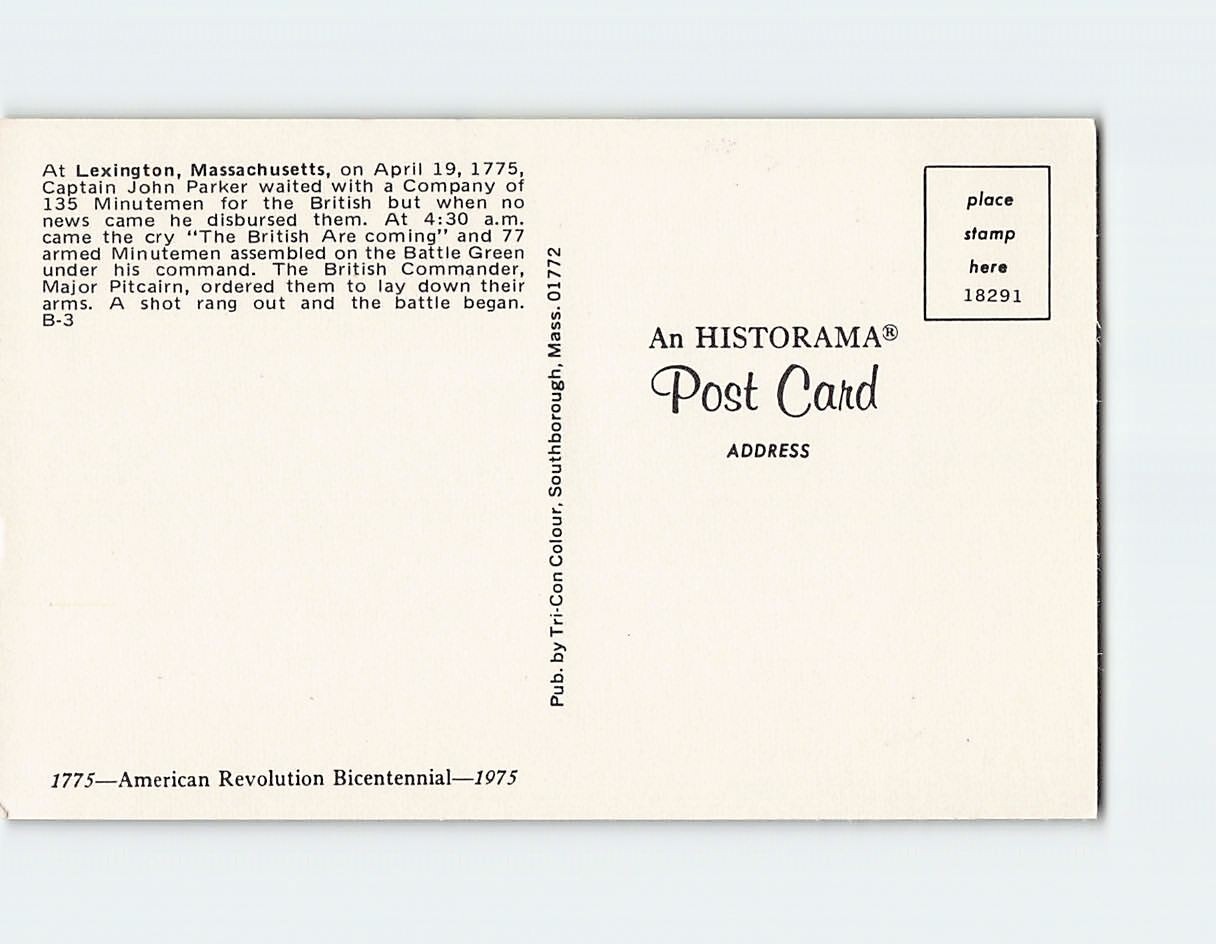 At Lexington, Massachusetts, on April 19, 1775,
Captain John Parker waited with a Company of
135 Minutemen for the British but when no
news came he disbursed them. At 4:30 a.m.
came the cry "The British Are coming" and 77
armed Minutemen assembled on the Battle Green
under his command. The British Commander,
Major Pitcairn, ordered them to lay down their
arms. A shot rang out and the battle began.
B-3
1775—American Revolution Bicentennial—1975
Pub. by Tri-Con Colour, Southborough, Mass. 01772
place
stamp
here
18291
An HISTORAMA®
Post Card
ADDRESS